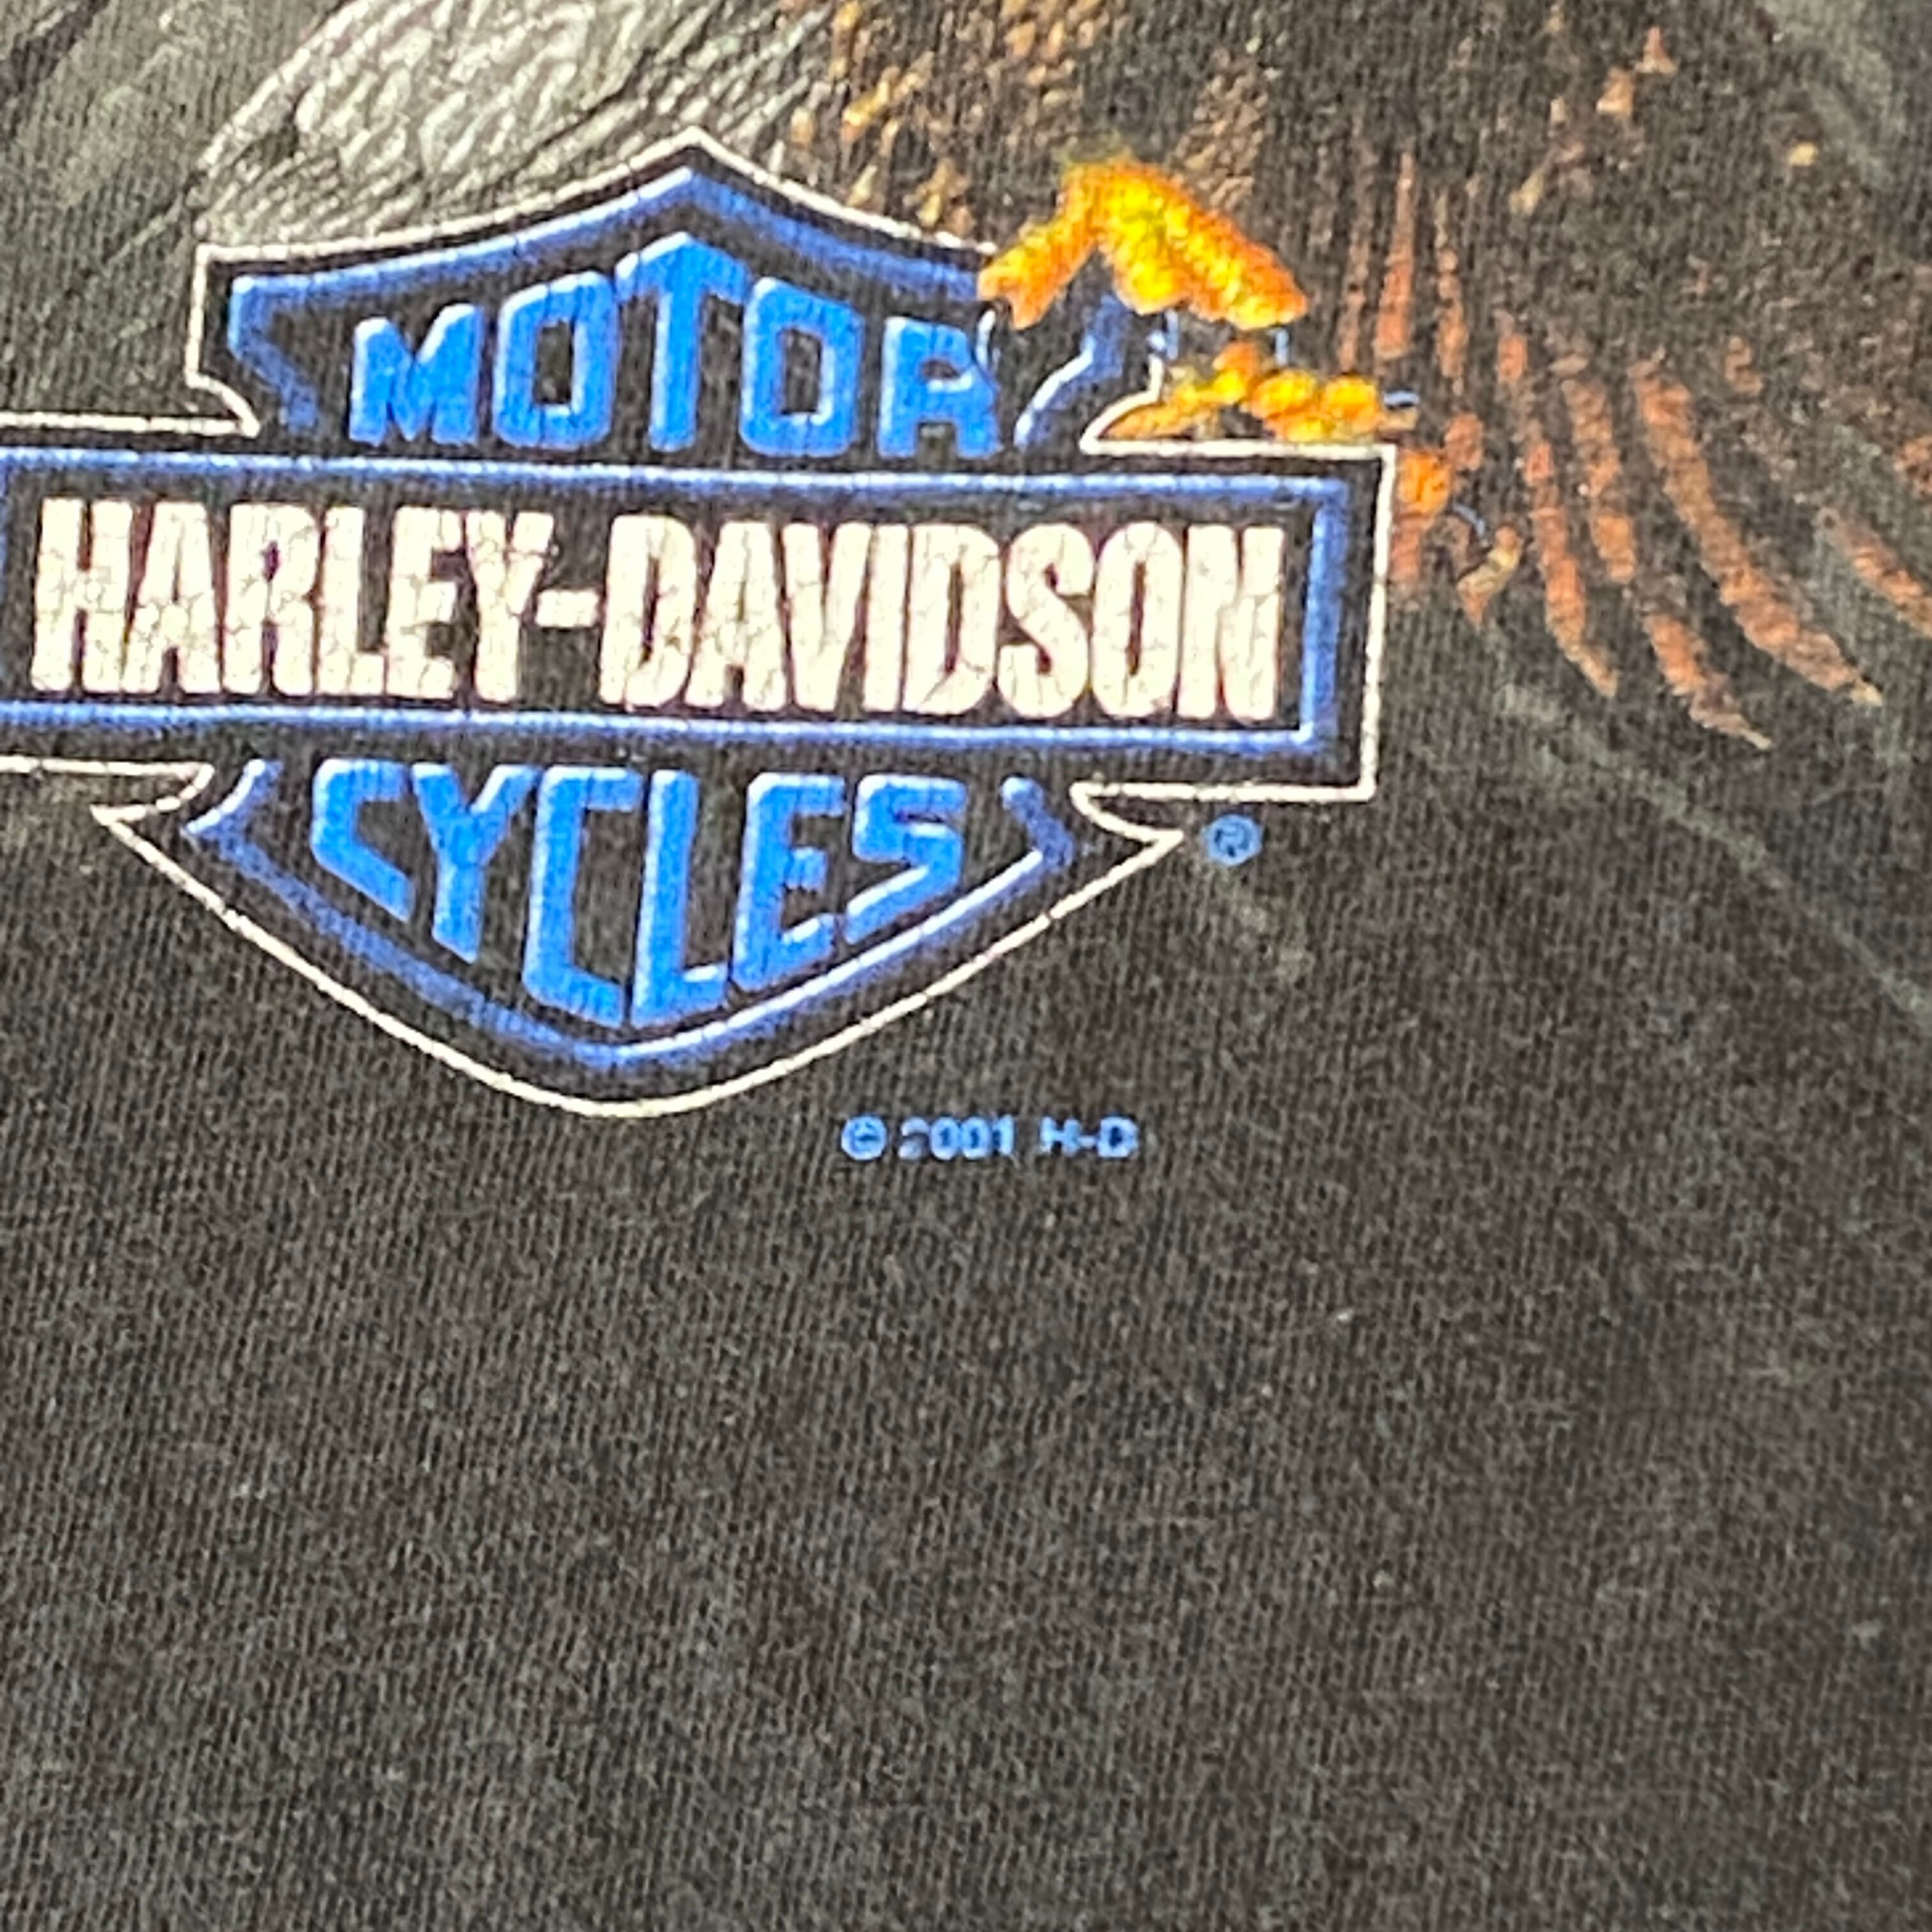 MOTOR
HARLEY-DAVIDSON
CYCLES
®
© 2001 H-D